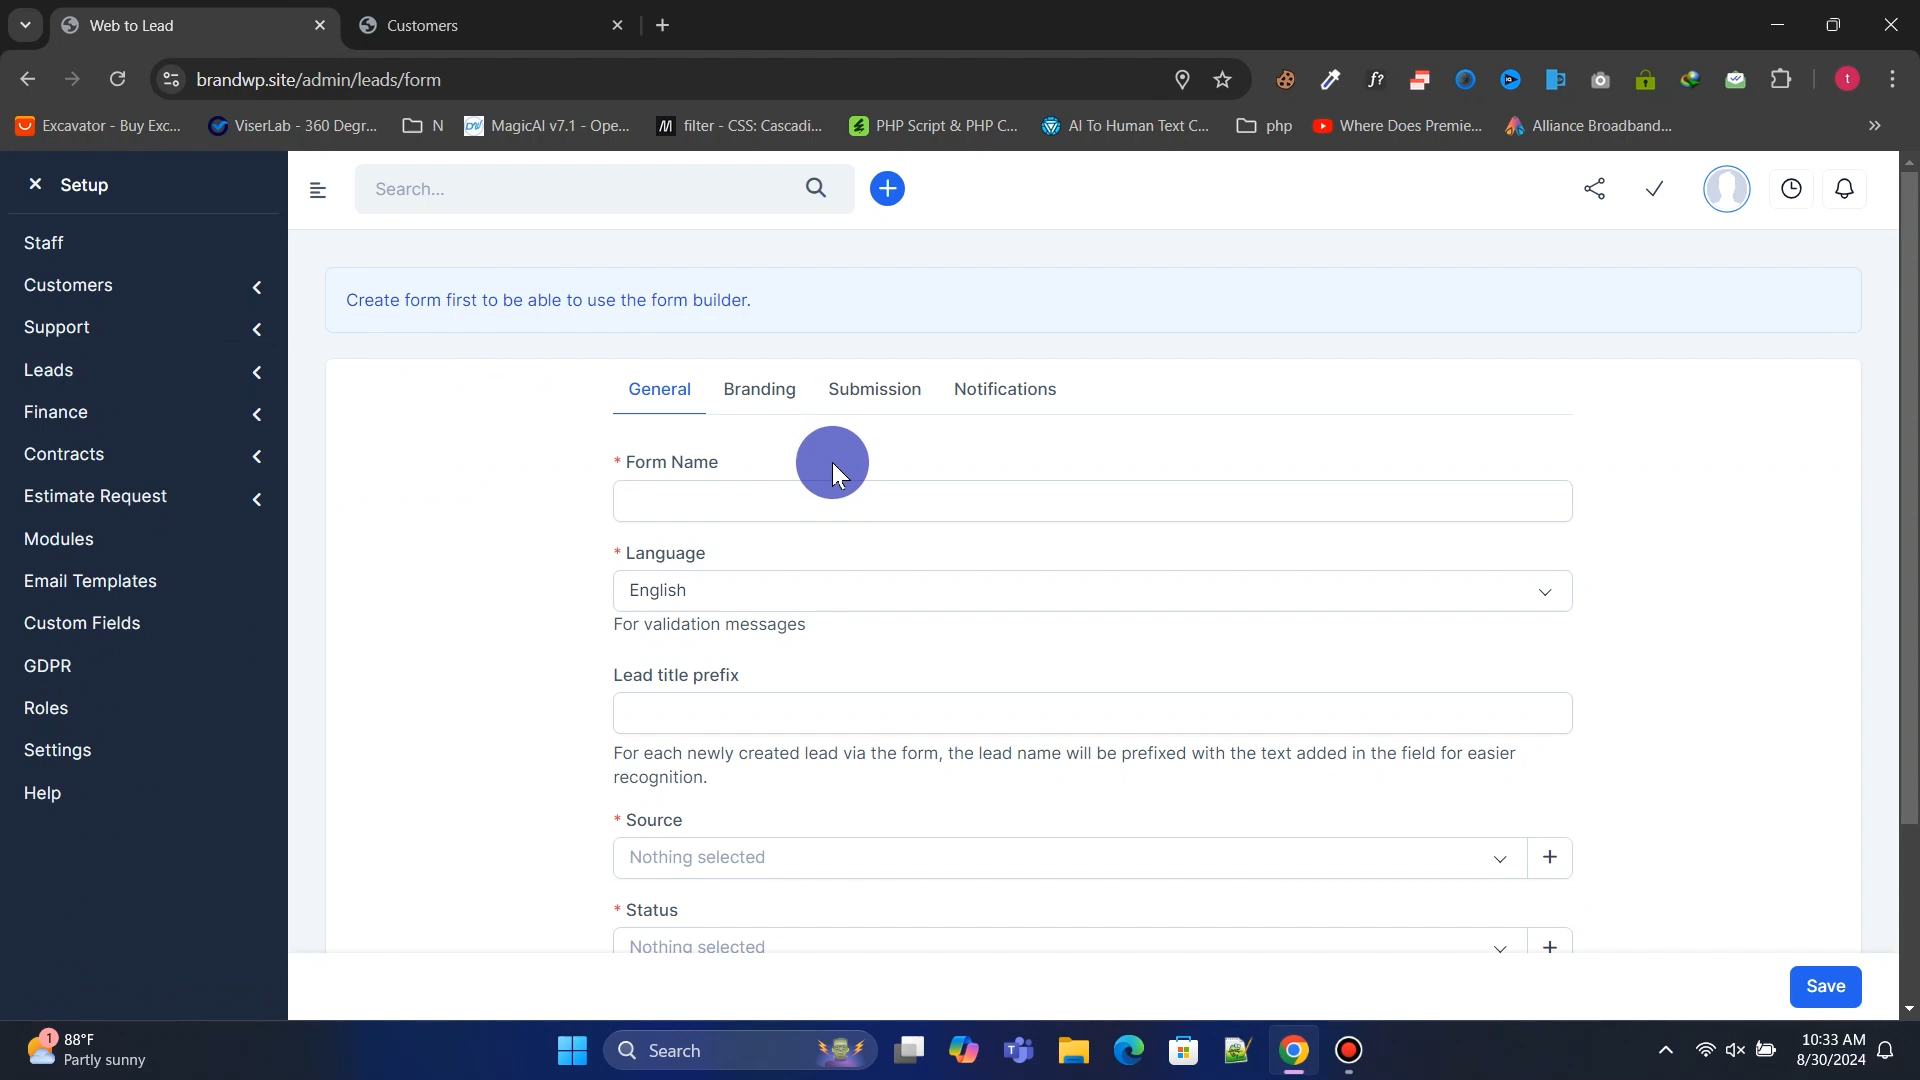 Web to Lead
Customers
brandwp.site/admin/leads/form
f?
t
Excavator - Buy Exc...
ViserLab - 360 Degr...
N
MagicAI v7.1 - Ope...
filter - CSS: Cascadi...
PHP Script & PHP C...
AI To Human Text C...
php
Where Does Premie...
Alliance Broadband...
»
Setup
Search...
Staff
Customers
Support
Leads
Finance
Contracts
Estimate Request
Modules
Email Templates
Custom Fields
GDPR
Roles
Settings
Help
Create form first to be able to use the form builder.
General
Branding
Submission
Notifications
* Form Name
* Language
English
For validation messages
Lead title prefix
For each newly created lead via the form, the lead name will be prefixed with the text added in the field for easier
recognition.
* Source
Nothing selected
* Status
Nothing selected
Save
1
88°F
Partly sunny
Search
10:33 AM
8/30/2024